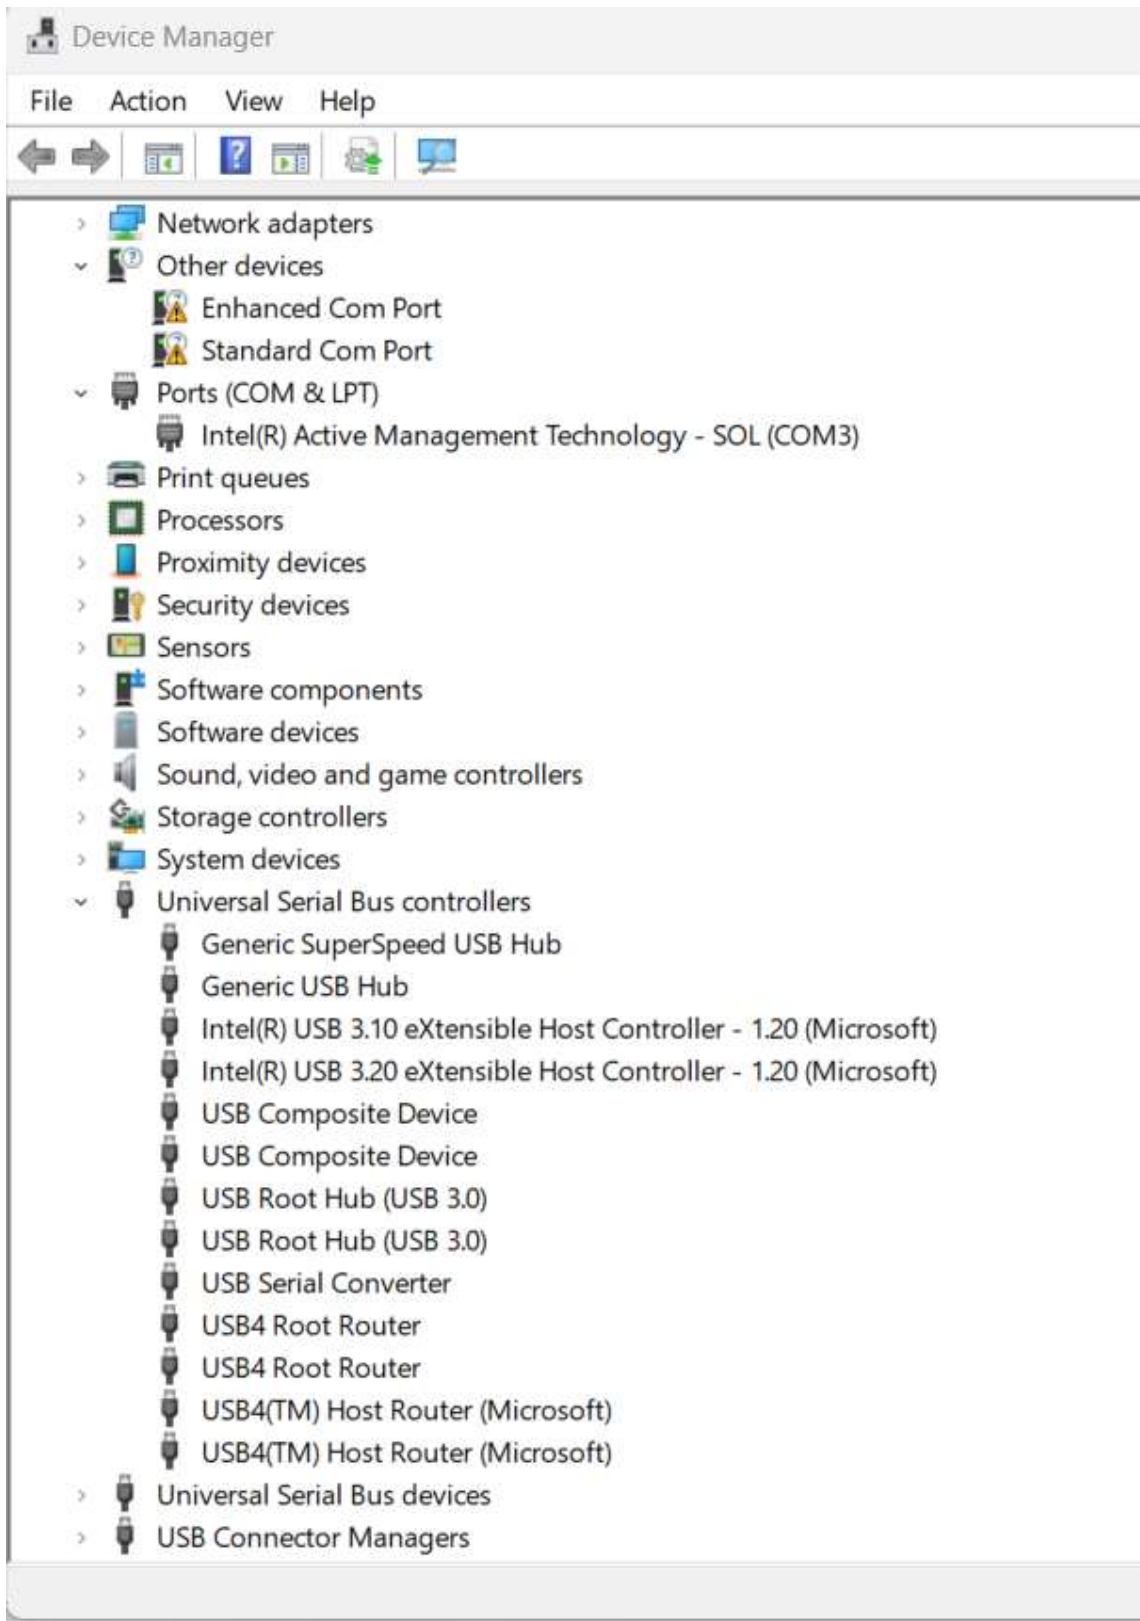 Device Manager
File Action View Help
Network adapters
Other devices
Enhanced Com Port
Standard Com Port
Ports (COM & LPT)
Intel(R) Active Management Technology - SOL (COM3)
Print queues
Processors
Proximity devices
Security devices
Sensors
Software components
Software devices
Sound, video and game controllers
Storage controllers
System devices
Universal Serial Bus controllers
Generic SuperSpeed USB Hub
Generic USB Hub
Intel(R) USB 3.10 eXtensible Host Controller - 1.20 (Microsoft)
Intel(R) USB 3.20 eXtensible Host Controller - 1.20 (Microsoft)
USB Composite Device
USB Composite Device
USB Root Hub (USB 3.0)
USB Root Hub (USB 3.0)
USB Serial Converter
USB4 Root Router
USB4 Root Router
USB4(TM) Host Router (Microsoft)
USB4(TM) Host Router (Microsoft)
Universal Serial Bus devices
USB Connector Managers